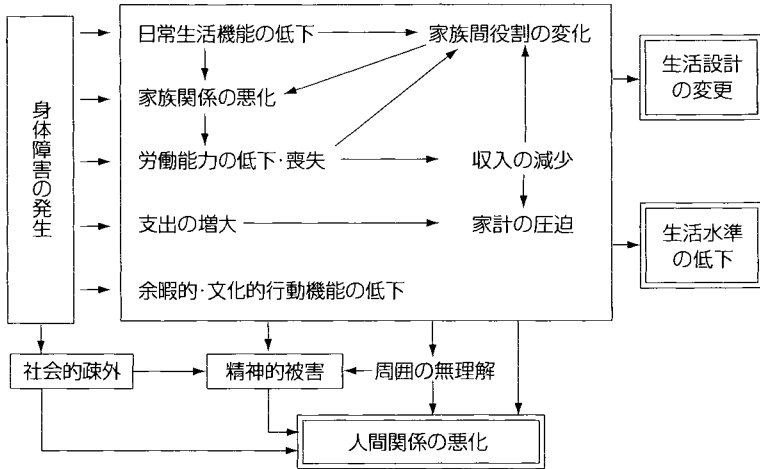 身体障害の発生
日常生活機能の低下
家族間役割の変化
家族関係の悪化
労働能力の低下・喪失
収入の減少
支出の増大
家計の圧迫
余暇的・文化的行動機能の低下
生活設計
の変更
生活水準
の低下
社会的疎外
精神的被害
周囲の無理解
人間関係の悪化